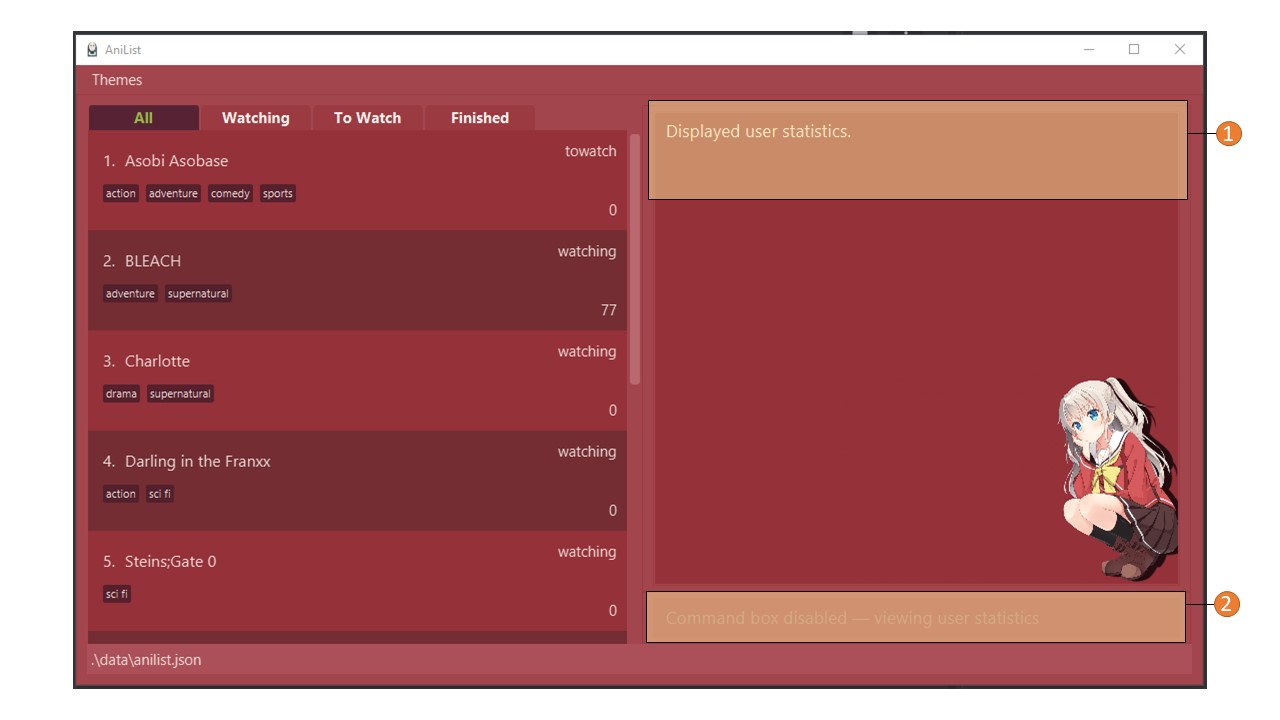 AniList
Themes
All Watching To Watch Finished
1. Asobi Asobase
towatch
action adventure comedy sports
0
2. BLEACH
watching
adventure supernatural
77
3. Charlotte
watching
drama supernatural
0
4. Darling in the Franxx
watching
action sci fi
0
5. Steins;Gate 0
watching
sci fi
0
.\data\anilist.json
Displayed user statistics.
1
Command box disabled — viewing user statistics
2